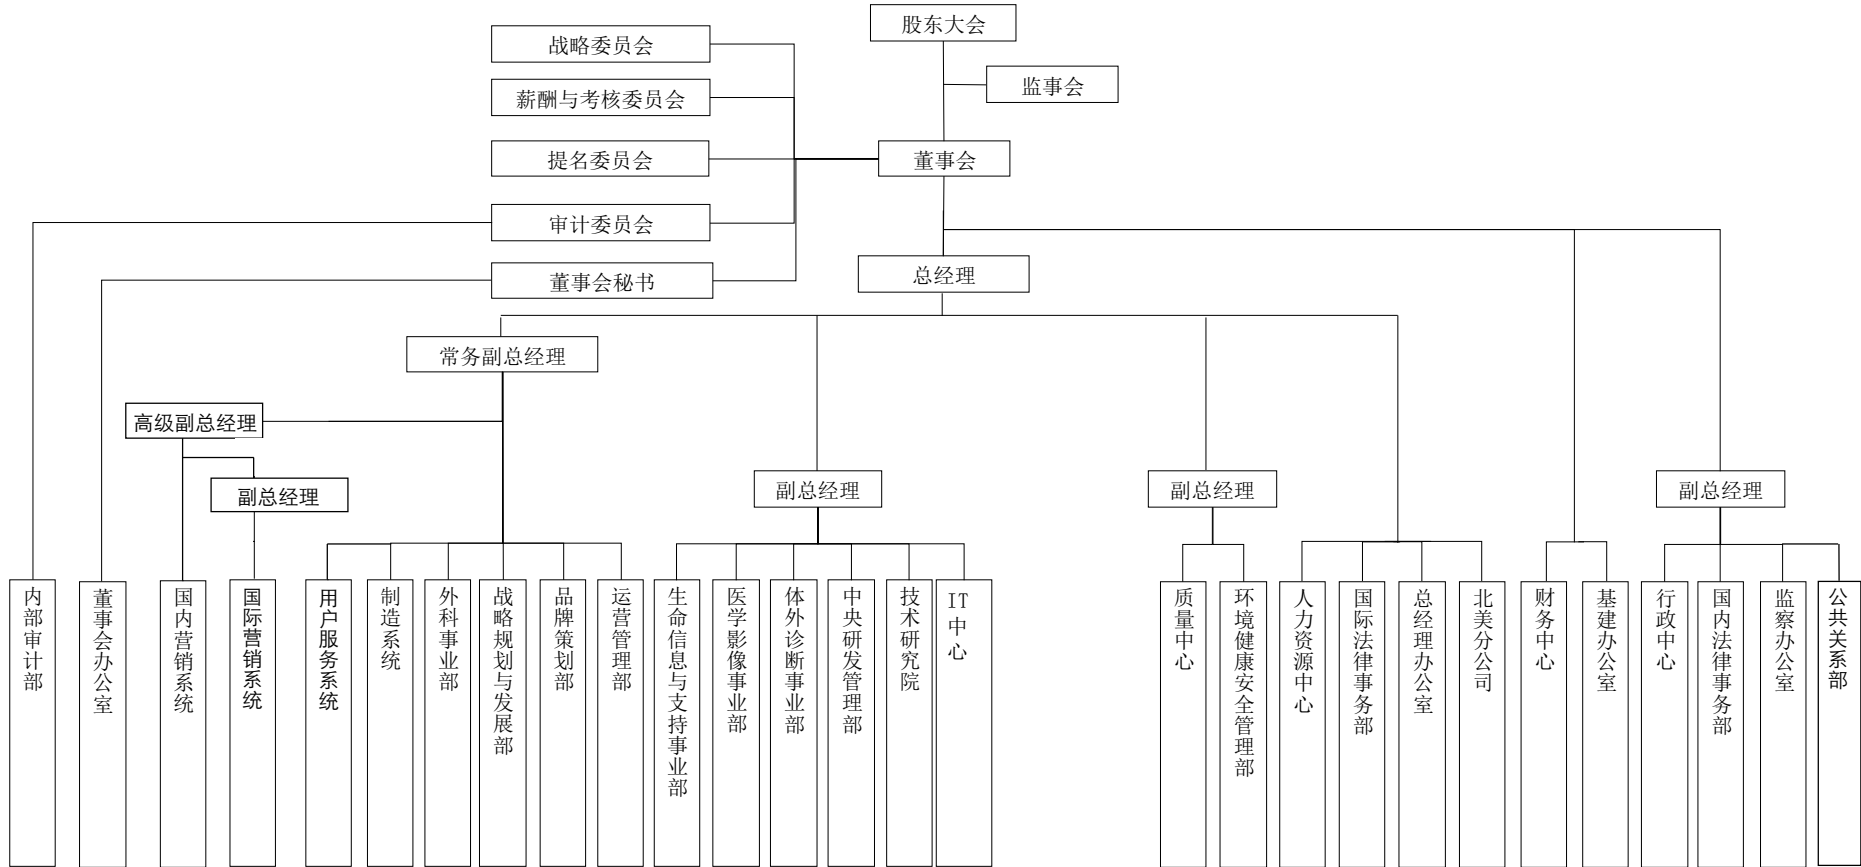 股东大会
战略委员会
监事会
薪酬与考核委员会
提名委员会
董事会
审计委员会
总经理
董事会秘书
常务副总经理
高级副总经理
副总经理
副总经理
副总经理
副总经理
内部审计部
董事会办公室
国内营销系统
国际营销系统
用户服务系统
制造系统
外科事业部
战略规划与发展部
品牌策划部
运营管理部
生命信息与支持事业部
医学影像事业部
体外诊断事业部
中央研发管理部
技术研究院
IT中心
质量中心
环境健康安全管理部
人力资源中心
国际法律事务部
总经理办公室
北美分公司
财务中心
基建办公室
行政中心
国内法律事务部
监察办公室
公共关系部